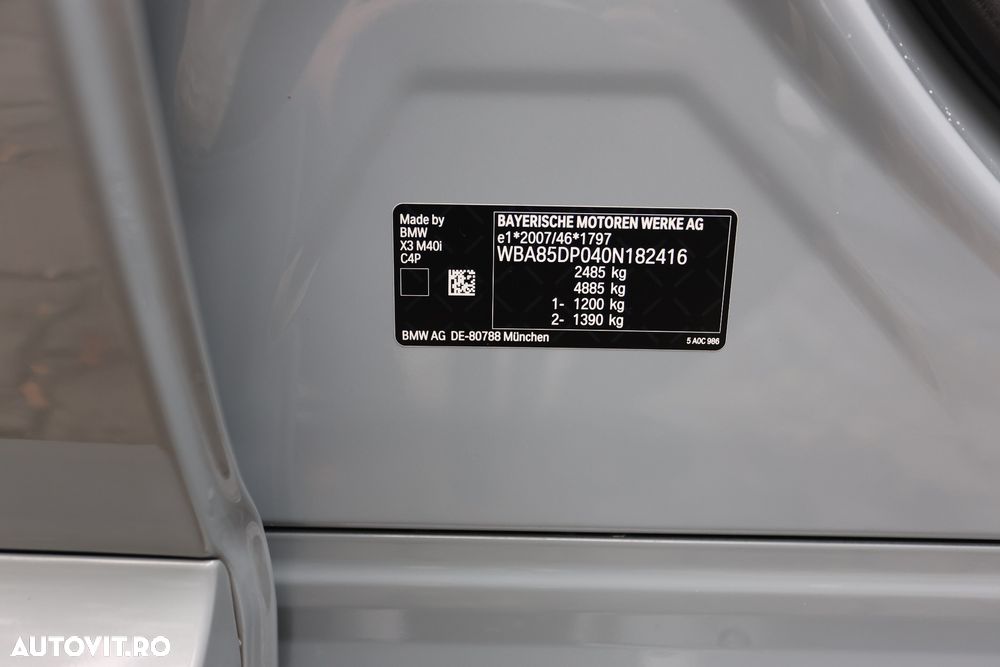 Made by
BMW
X3 M40i
C4P
BAYERISCHE MOTOREN WERKE AG
e1*2007/46*1797
WBA85DP040N182416
2485 kg
4885 kg
1- 1200 kg
2- 1390 kg
BMW AG DE-80788 München
5 A0C 986
AUTOVIT.RO